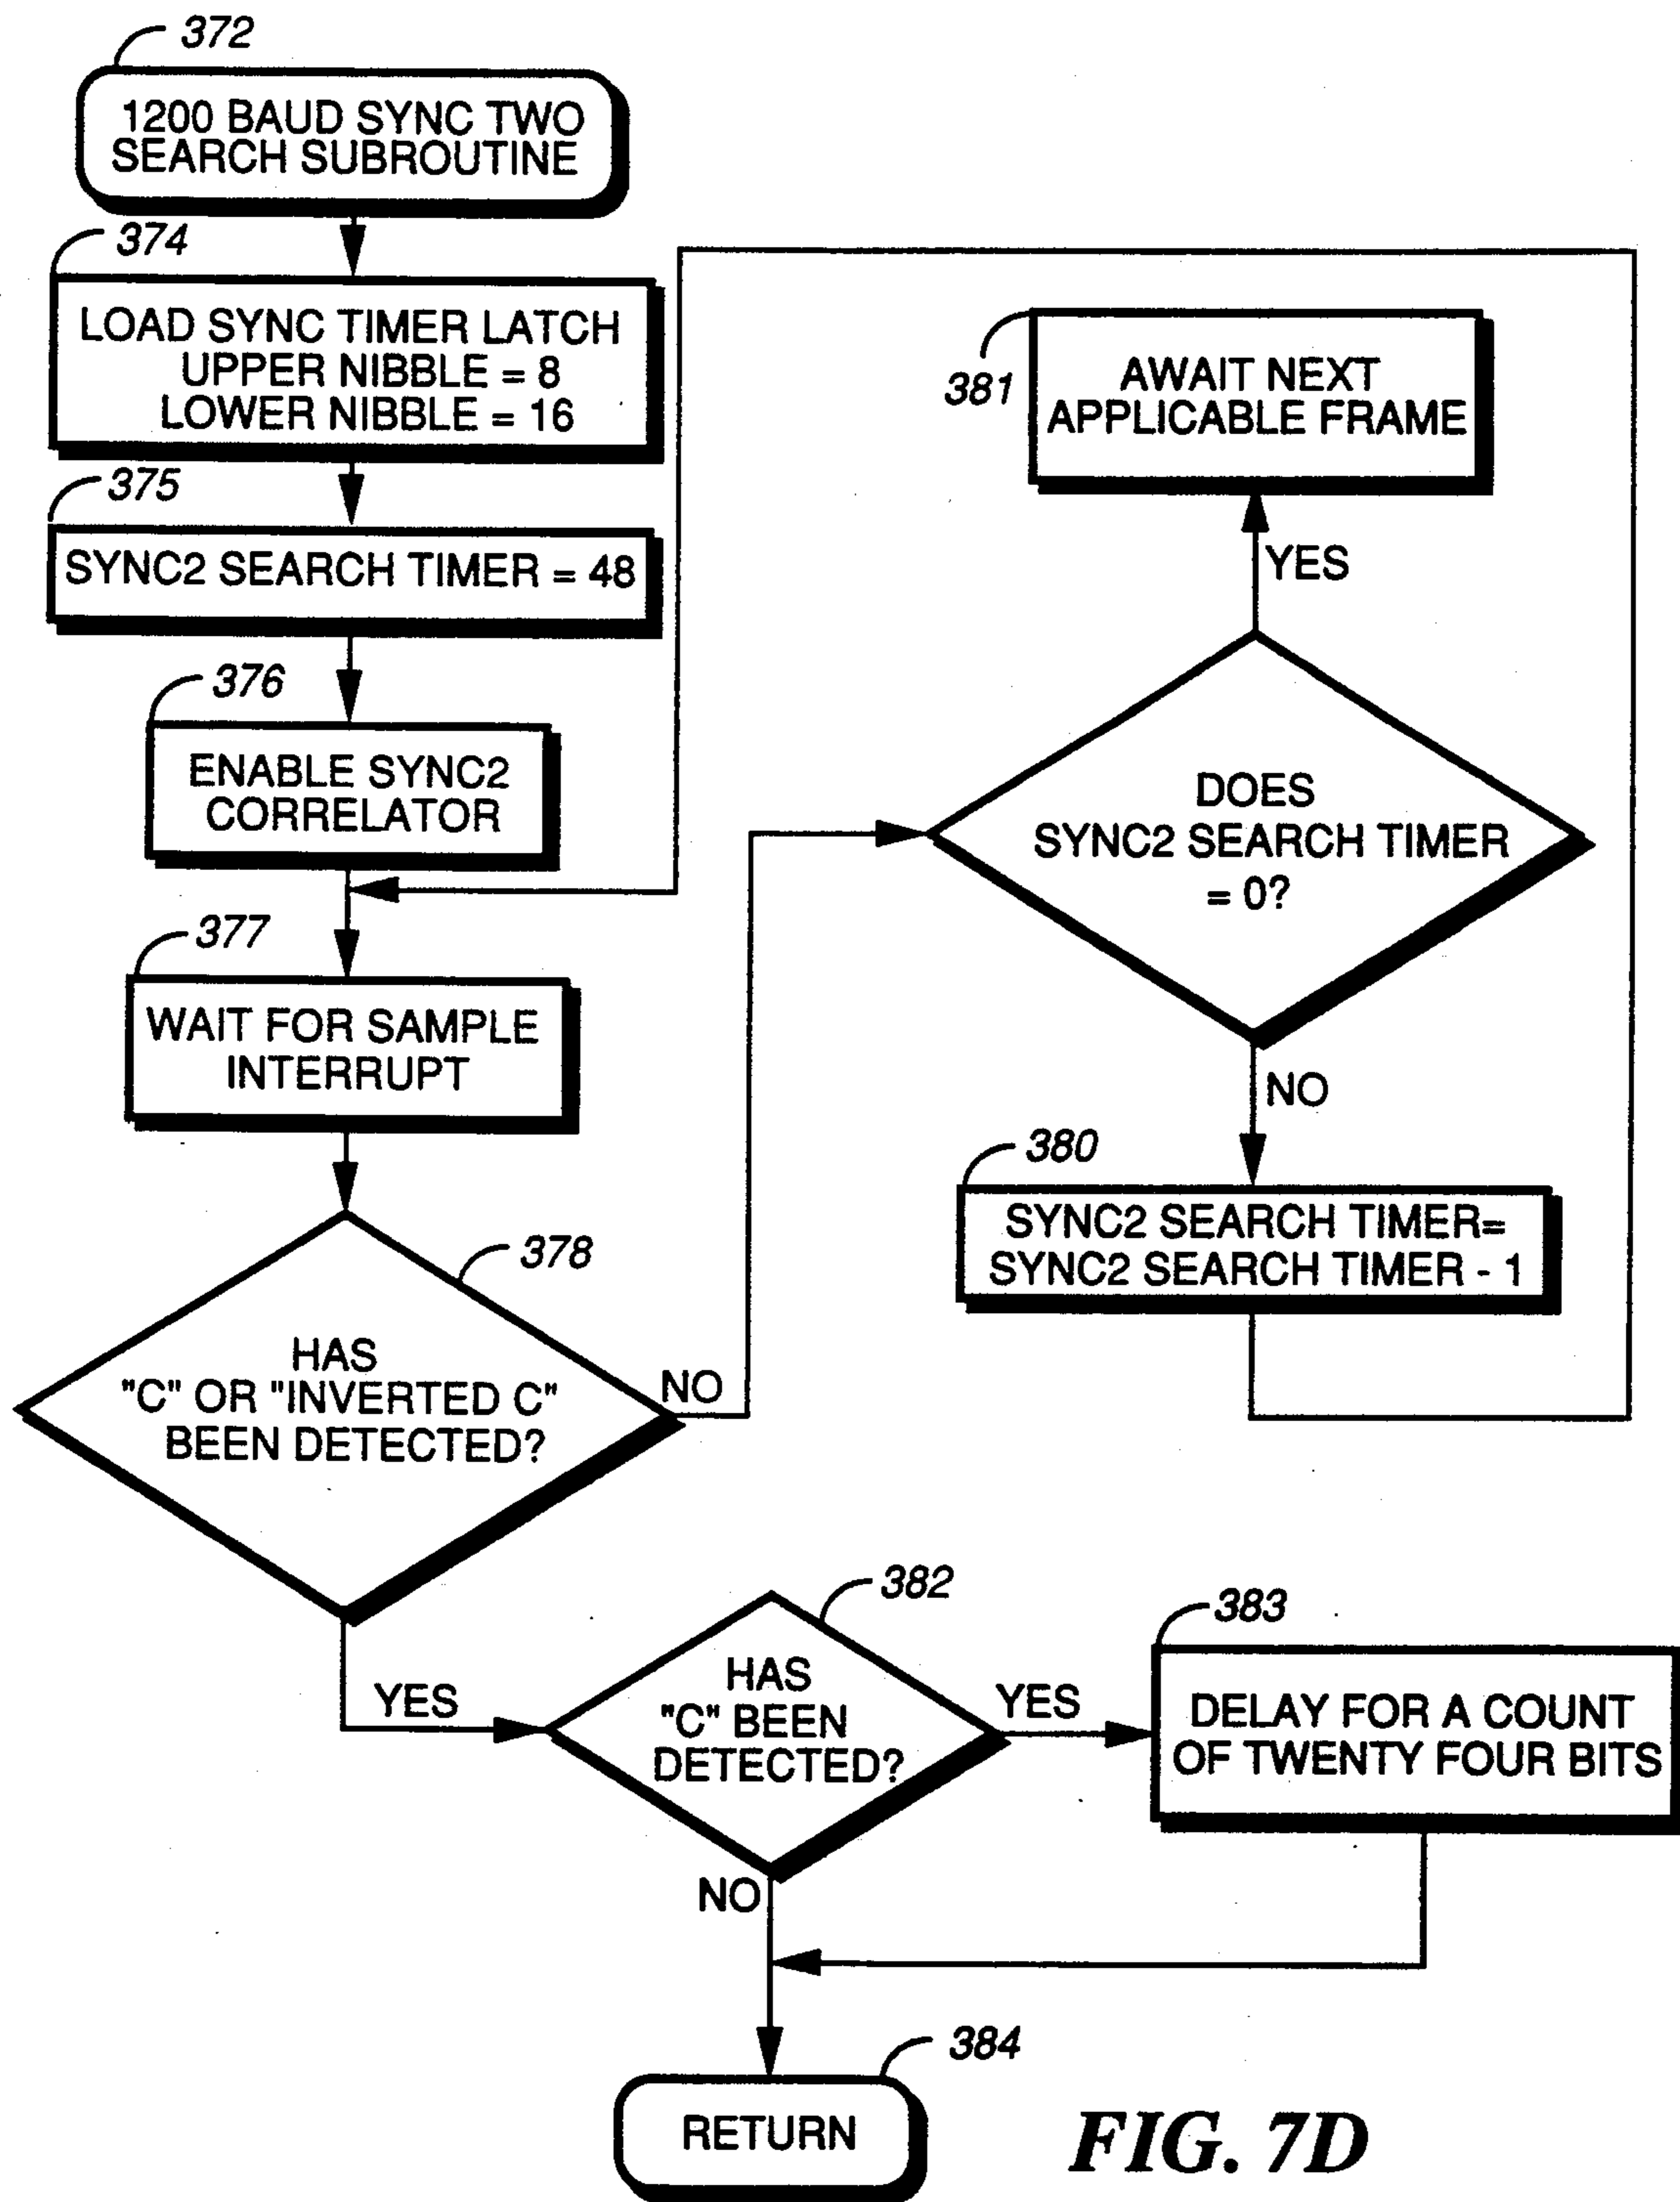 372
1200 BAUD SYNC TWO
SEARCH SUBROUTINE
374
LOAD SYNC TIMER LATCH
UPPER NIBBLE = 8
LOWER NIBBLE = 16
375
SYNC2 SEARCH TIMER = 48
376
ENABLE SYNC2
CORRELATOR
377
WAIT FOR SAMPLE
INTERRUPT
378
HAS
"C" OR "INVERTED C"
BEEN DETECTED?
NO
YES
381
AWAIT NEXT
APPLICABLE FRAME
YES
DOES
SYNC2 SEARCH TIMER
= 0?
NO
380
SYNC2 SEARCH TIMER=
SYNC2 SEARCH TIMER - 1
382
HAS
"C" BEEN
DETECTED?
YES
NO
383
DELAY FOR A COUNT
OF TWENTY FOUR BITS
384
RETURN
FIG. 7D